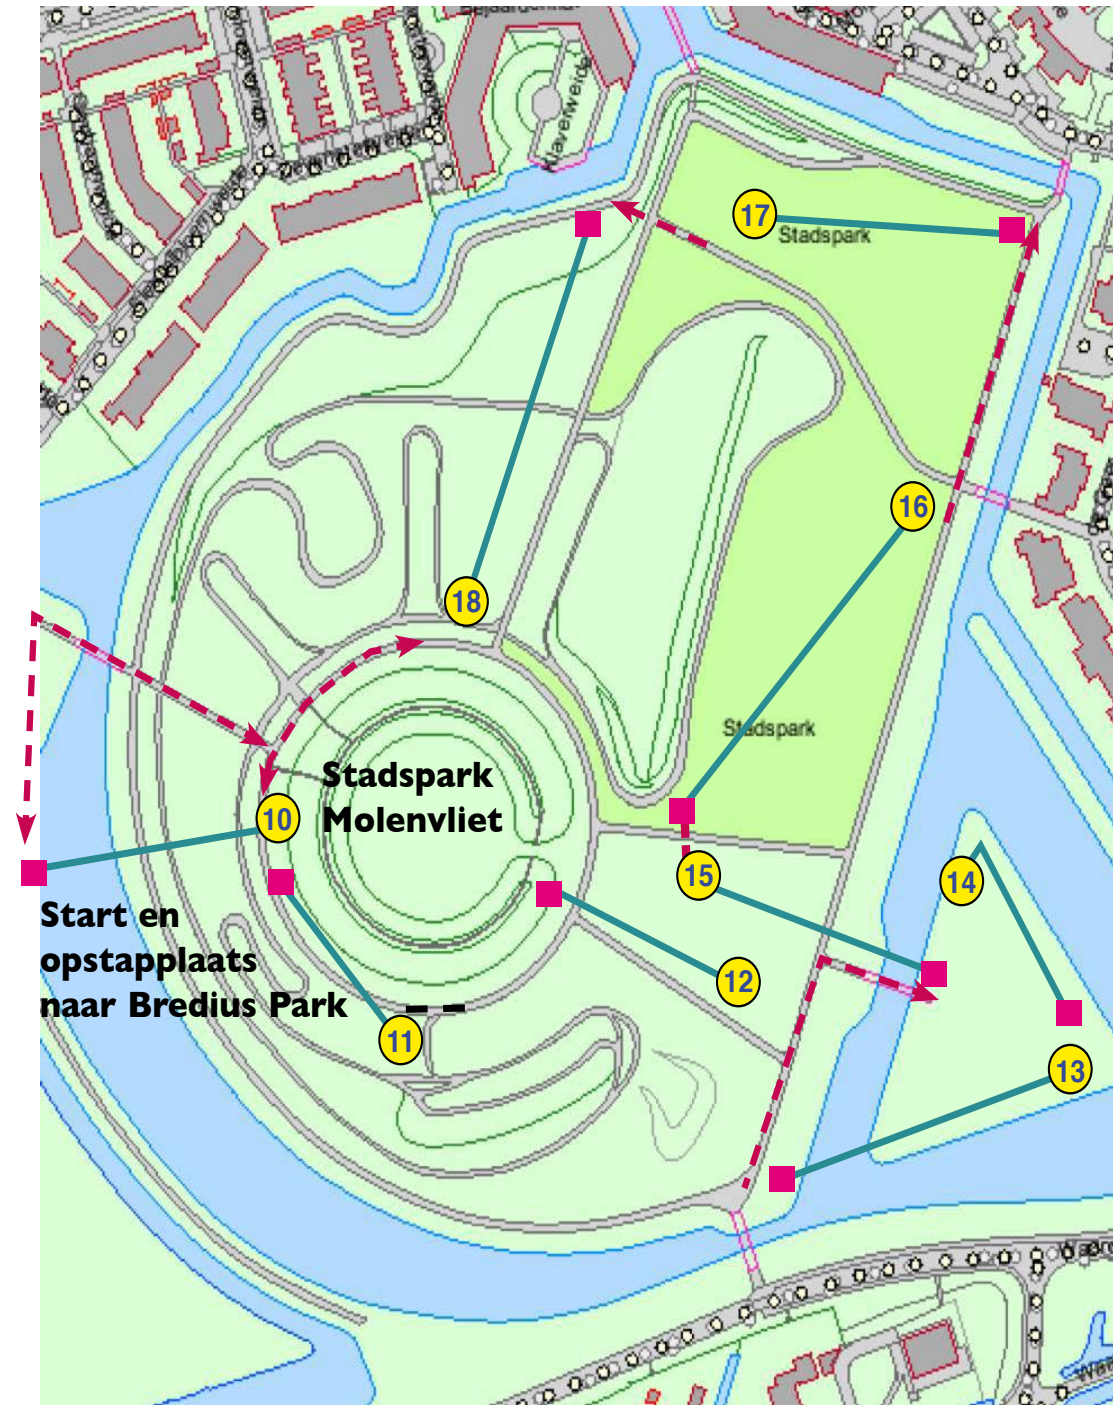 Klaverweide
17
Stadspark
16
18
Stadspark
Stadspark
Molenvliet
10
15
14
Start en
opstapplaats
naar Bredius Park
12
11
13